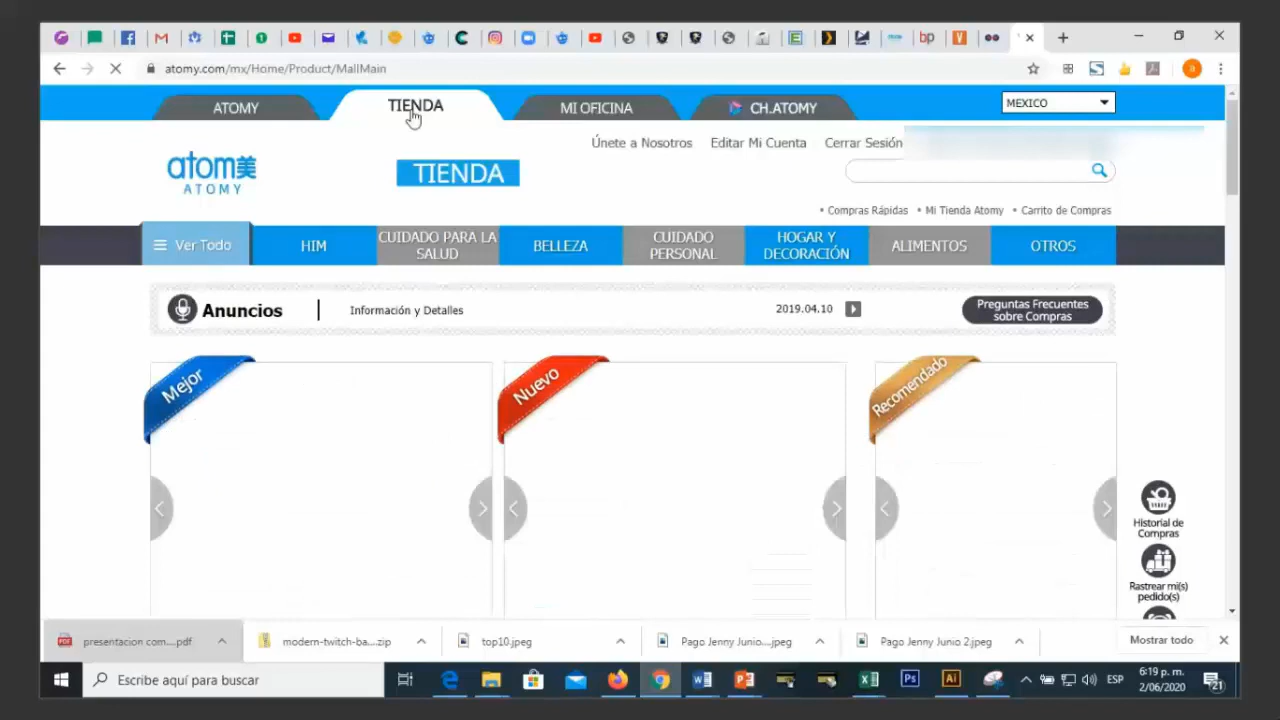 atomy.com/mx/Home/Product/MallMain
ATOMY
TIENDA
MI OFICINA
CH.ATOMY
MEXICO
Únete a Nosotros
Editar Mi Cuenta
Cerrar Sesión
atom美
ATOMY
TIENDA
• Compras Rápidas
• Mi Tienda Atomy
• Carrito de Compras
Ver Todo
HIM
CUIDADO PARA LA
SALUD
BELLEZA
CUIDADO
PERSONAL
HOGAR Y
DECORACIÓN
ALIMENTOS
OTROS
Anuncios
Información y Detalles
2019.04.10
Preguntas Frecuentes
sobre Compras
Mejor
Nuevo
Recomendado
Historial de
Compras
Rastrear mi(s)
pedido(s)
presentacion com....pdf
modern-twitch-ba....zip
top10.jpeg
Pago Jenny Junio....jpeg
Pago Jenny Junio 2.jpeg
Mostrar todo
Escribe aquí para buscar
ESP
6:19 p. m.
2/06/2020
21